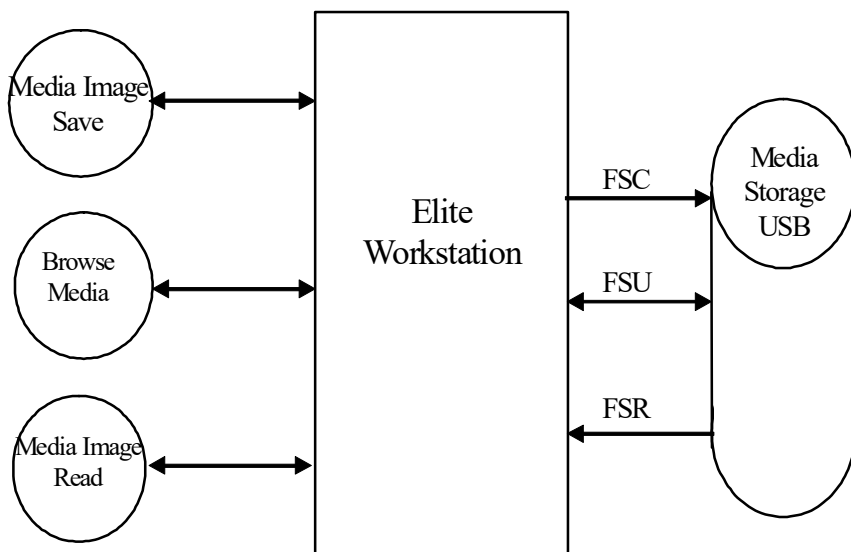 Media Image
Save
Browse
Media
Media Image
Read
Elite
Workstation
FSC
FSU
FSR
Media
Storage
USB